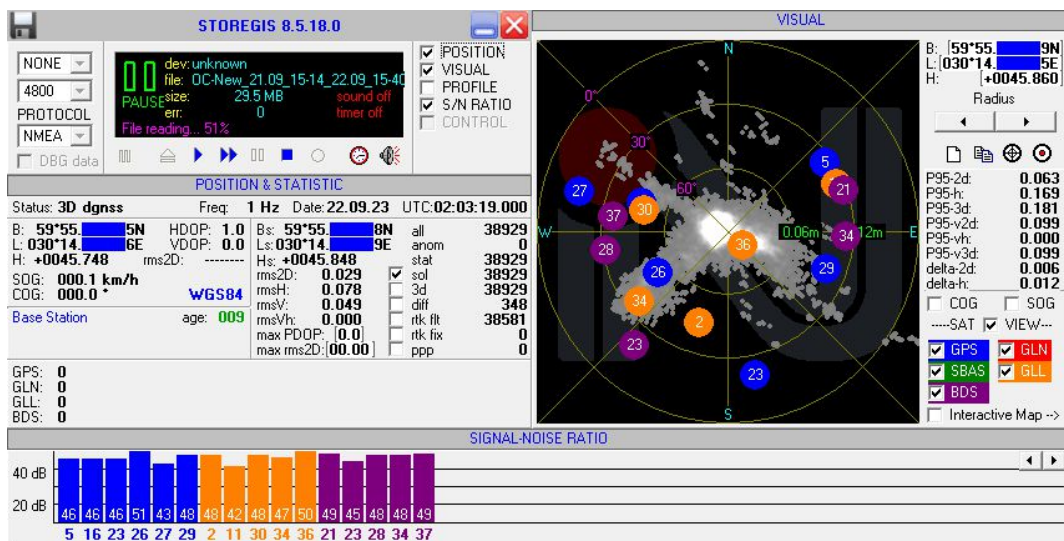 STOREGIS 8.5.18.0
NONE
4800
PROTOCOL
NMEA
DBG data
PAUSE
dev: unknown
file: OC-New_21.09_15-14_22.09_15-40
size: 29.5 MB sound off
err: 0 timer off
File reading... 51%
POSITION
VISUAL
PROFILE
S/N RATIO
CONTROL
POSITION & STATISTIC
Status: 3D dgnss Freq: 1 Hz Date: 22.09.23 UTC:02:03:19.000
B: 59*55. 5N HDOP: 1.0
L: 030*14. 6E VDOP: 0.0
H: +0045.748 rms2D: --------
SOG: 000.1 km/h
COG: 000.0 * WGS84
Base Station age: 009
Bs: 59*55. 8N
Ls: 030*14. 9E
Hs: +0045.848
rms2D: 0.029
rmsH: 0.078
rmsV: 0.049
rmsVh: 0.000
max PDOP: [0.0]
max rms2D:[00.00]
all 38929
anom 0
stat 38929
sol 38929
3d 38929
diff 348
rtk flt 38581
rtk fix 0
ppp 0
GPS: 0
GLN: 0
GLL: 0
BDS: 0
VISUAL
N
0°
30°
60°
5
21
27
30
37
W
28
36
0.06m
34
12m
E
26
29
34
2
23
23
S
B: [59*55. 9N
L: [030*14. 5E
H: [+0045.860
Radius
P95-2d: 0.063
P95-h: 0.169
P95-3d: 0.181
P95-v2d: 0.099
P95-vh: 0.000
P95-v3d: 0.099
delta-2d: 0.006
delta-h: 0.012
COG SOG
----SAT VIEW----
GPS GLN
SBAS GLL
BDS
Interactive Map -->
SIGNAL-NOISE RATIO
40 dB
20 dB
46 46 46 51 43 48 48 42 48 47 50 49 45 48 48 49
5 16 23 26 27 29 2 11 30 34 36 21 23 28 34 37